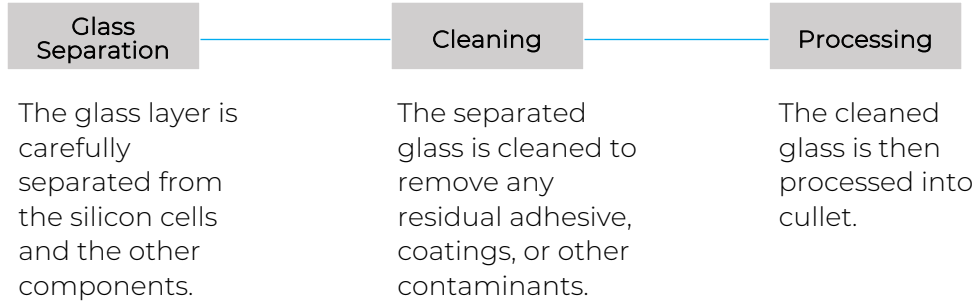 Glass
Separation
The glass layer is
carefully
separated from
the silicon cells
and the other
components.
Cleaning
The separated
glass is cleaned to
remove any
residual adhesive,
coatings, or other
contaminants.
Processing
The cleaned
glass is then
processed into
cullet.